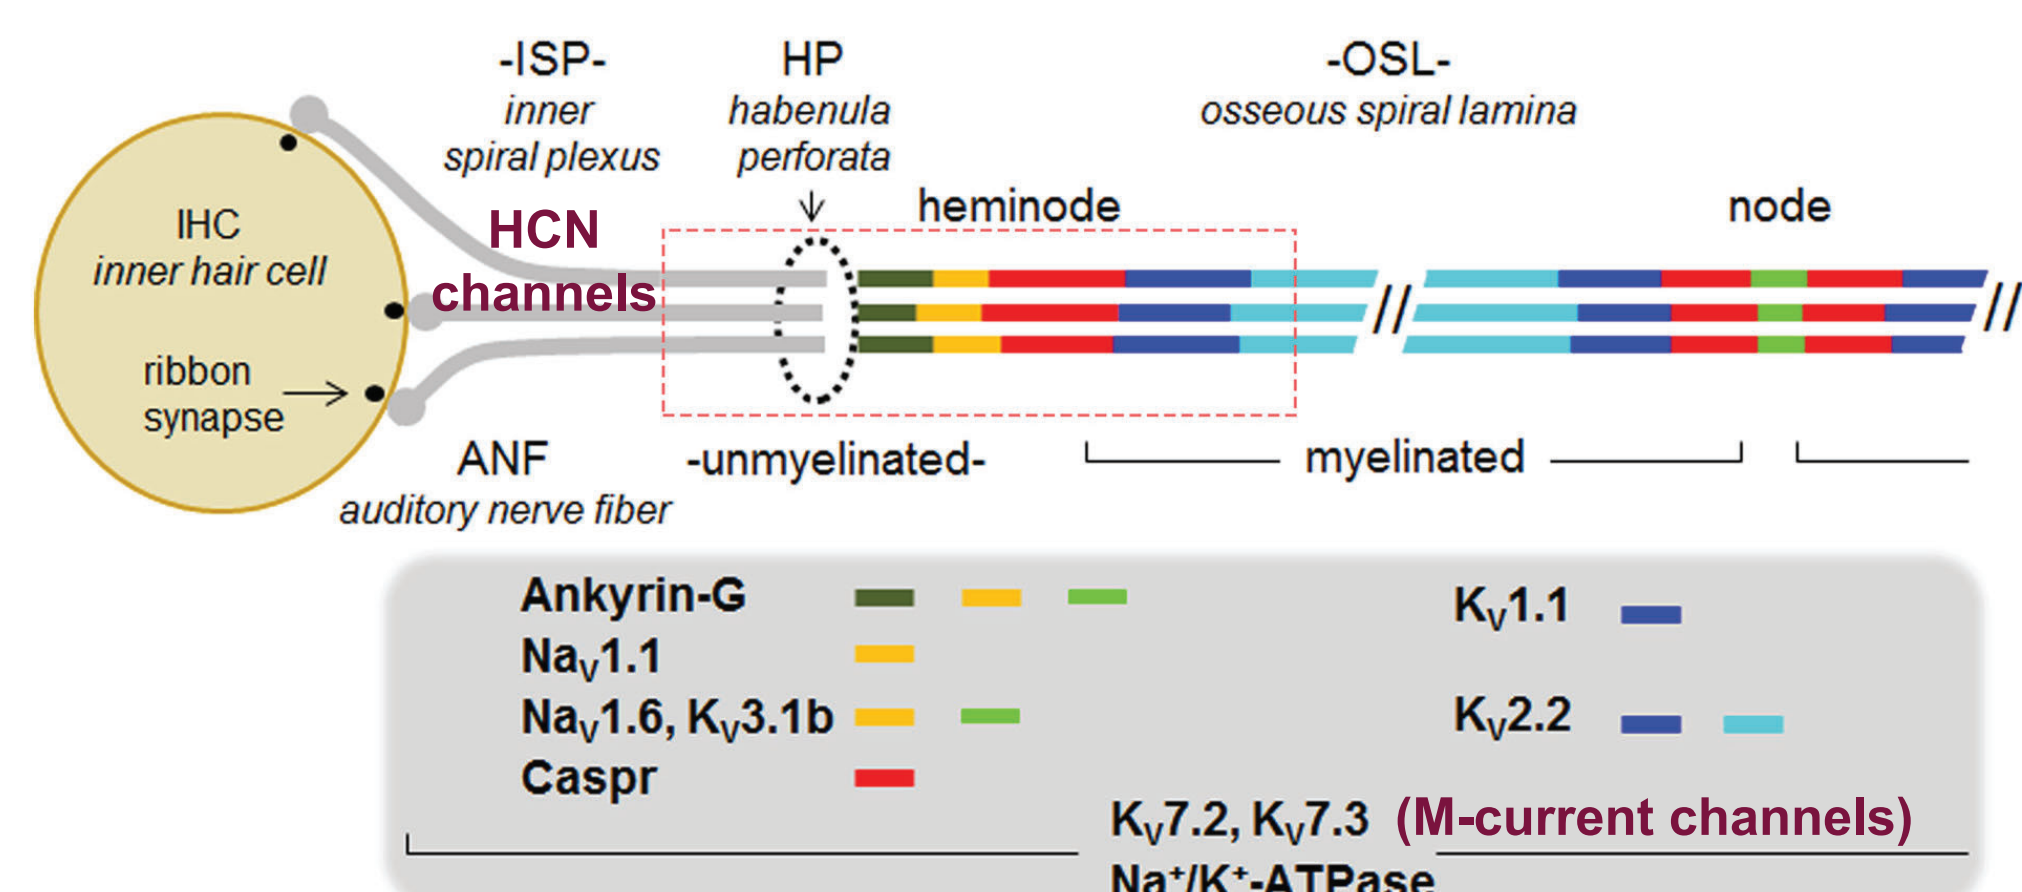 -ISP-
inner
spiral plexus
HP
habenula
perforata
-OSL-
osseous spiral lamina
heminode
node
IHC
inner hair cell
HCN
channels
ribbon
synapse
ANF
auditory nerve fiber
-unmyelinated-
myelinated
Ankyrin-G
NaV1.1
NaV1.6, KV3.1b
Caspr
KV1.1
KV2.2
KV7.2, KV7.3 (M-current channels)
Na+/K+-ATPase